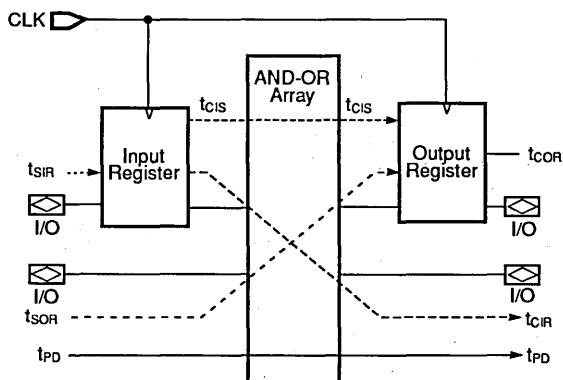 CLK
AND-OR
Array
tCIS
tCIS
Input
Register
Output
Register
tSIR
tCOR
I/O
I/O
I/O
I/O
tSOR
tCIR
tPD
tPD